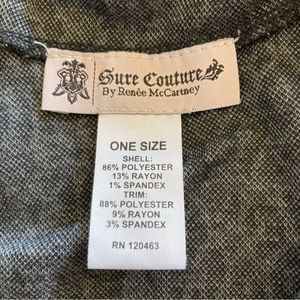 Sure Couture
By Renée McCartney
ONE SIZE
SHELL:
86% POLYESTER
13% RAYON
1% SPANDEX
TRIM:
88% POLYESTER
9% RAYON
3% SPANDEX
RN 120463